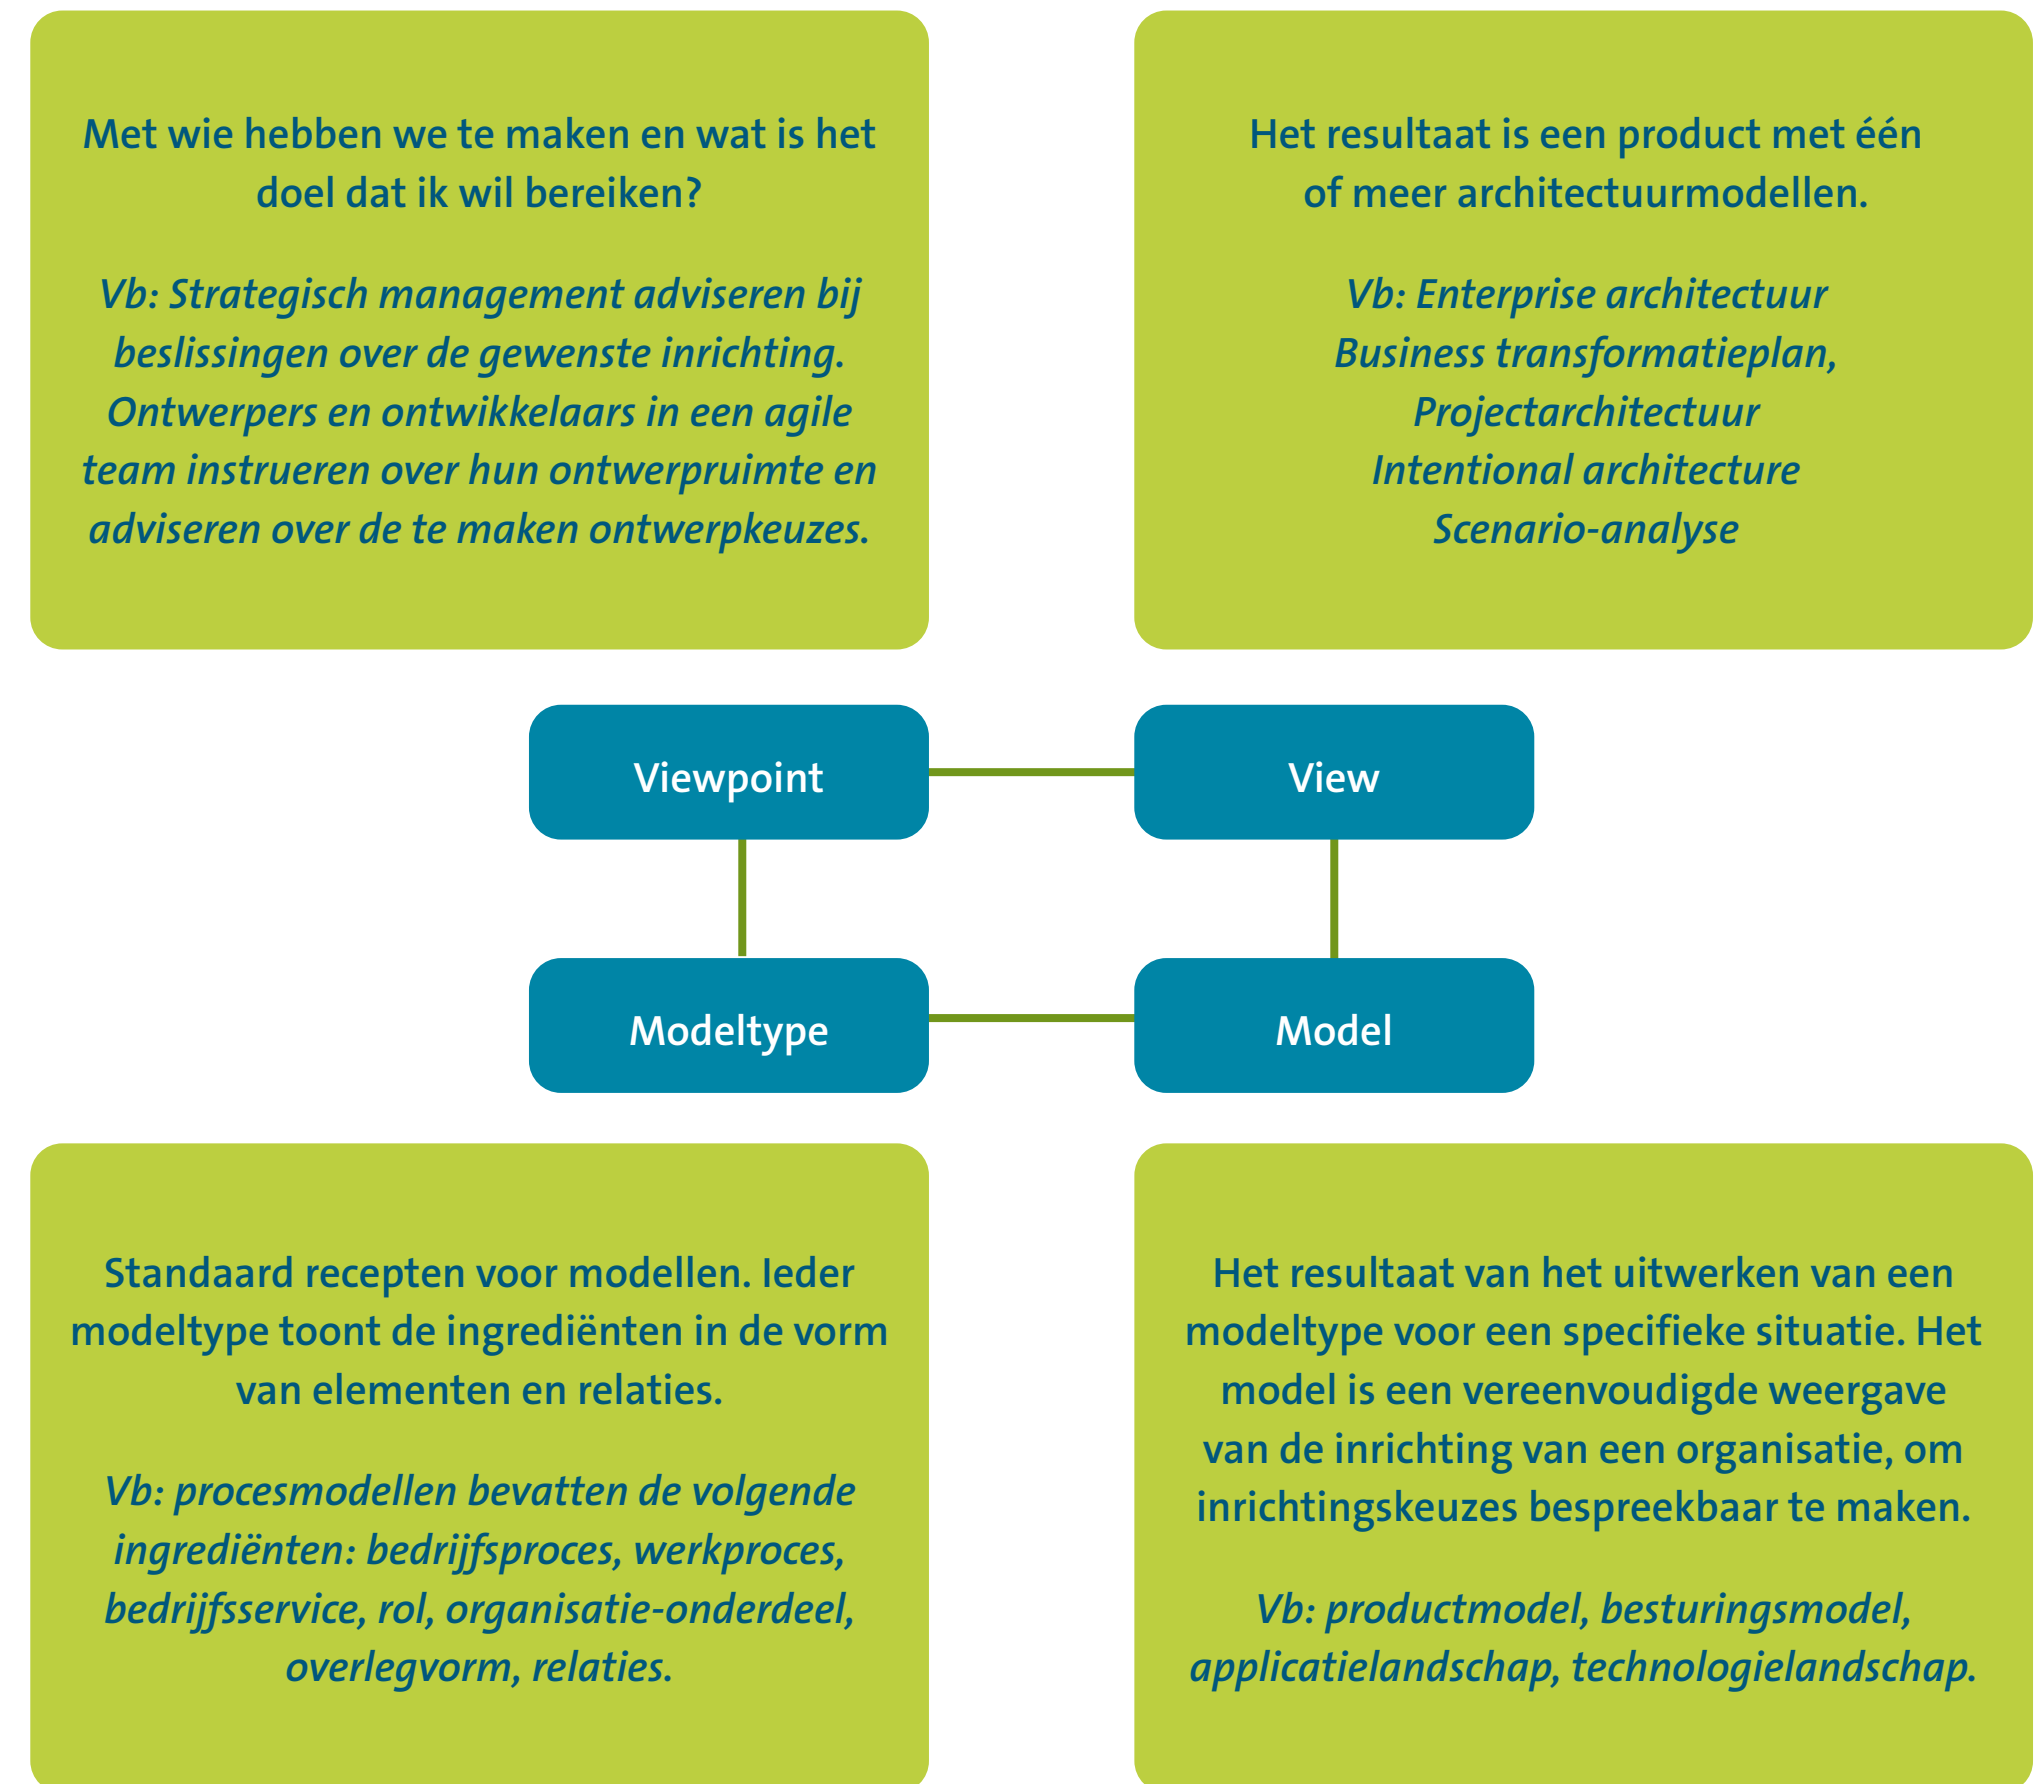 Met wie hebben we te maken en wat is het
doel dat ik wil bereiken?
Vb: Strategisch management adviseren bij
beslissingen over de gewenste inrichting.
Ontwerpers en ontwikkelaars in een agile
team instrueren over hun ontwerpruimte en
adviseren over de te maken ontwerpkeuzes.
Het resultaat is een product met één
of meer architectuurmodellen.
Vb: Enterprise architectuur
Business transformatieplan,
Projectarchitectuur
Intentional architecture
Scenario-analyse
Viewpoint
View
Modeltype
Model
Standaard recepten voor modellen. Ieder
modeltype toont de ingrediënten in de vorm
van elementen en relaties.
Vb: procesmodellen bevatten de volgende
ingrediënten: bedrijfsproces, werkproces,
bedrijfsservice, rol, organisatie-onderdeel,
overlegvorm, relaties.
Het resultaat van het uitwerken van een
modeltype voor een specifieke situatie. Het
model is een vereenvoudigde weergave
van de inrichting van een organisatie, om
inrichtingskeuzes bespreekbaar te maken.
Vb: productmodel, besturingsmodel,
applicatielandschap, technologielandschap.